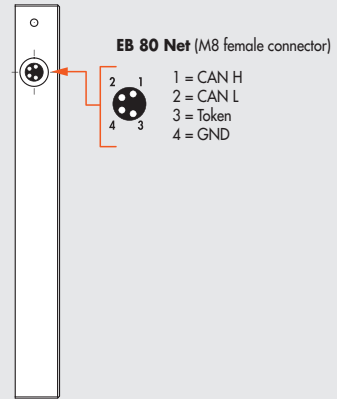 EB 80 Net (M8 female connector)
2 1
4 3
1 = CAN H
2 = CAN L
3 = Token
4 = GND